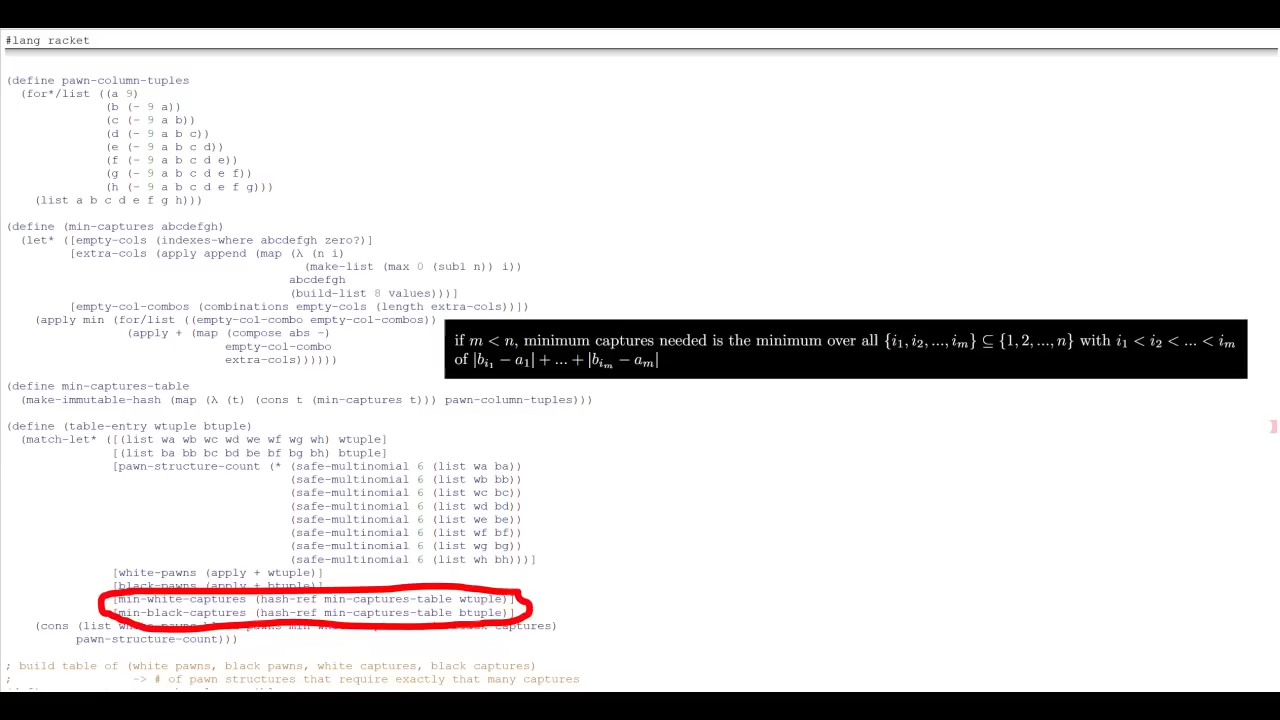 #lang racket
(define pawn-column-tuples
(for*/list ((a 9)
(b (- 9 a))
(c (- 9 a b))
(d (- 9 a b c))
(e (- 9 a b c d))
(f (- 9 a b c d e))
(g (- 9 a b c d e f))
(h (- 9 a b c d e f g)))
(list a b c d e f g h)))
(define (min-captures abcdefgh)
(let* ([empty-cols (indexes-where abcdefgh zero?)]
[extra-cols (apply append (map (λ (n i)
(make-list (max 0 (sub1 n)) i))
abcdefgh
(build-list 8 values)))]
[empty-col-combos (combinations empty-cols (length extra-cols))])
(apply min (for/list ((empty-col-combo empty-col-combos))
(apply + (map (compose abs -)
empty-col-combo
extra-cols))))))
if m < n, minimum captures needed is the minimum over all {i₁, i₂, ..., iₘ} ⊆ {1, 2, ..., n} with i₁ < i₂ < ... < iₘ
of |b_{i₁} − a₁| + ... + |b_{iₘ} − aₘ|
(define min-captures-table
(make-immutable-hash (map (λ (t) (cons t (min-captures t))) pawn-column-tuples)))
(define (table-entry wtuple btuple)
(match-let* ([(list wa wb wc wd we wf wg wh) wtuple]
[(list ba bb bc bd be bf bg bh) btuple]
[pawn-structure-count (* (safe-multinomial 6 (list wa ba))
(safe-multinomial 6 (list wb bb))
(safe-multinomial 6 (list wc bc))
(safe-multinomial 6 (list wd bd))
(safe-multinomial 6 (list we be))
(safe-multinomial 6 (list wf bf))
(safe-multinomial 6 (list wg bg))
(safe-multinomial 6 (list wh bh)))]
[white-pawns (apply + wtuple)]
[black-pawns (apply + btuple)]
[min-white-captures (hash-ref min-captures-table wtuple)]
[min-black-captures (hash-ref min-captures-table btuple)]
(cons (list captures)
pawn-structure-count)))
; build table of (white pawns, black pawns, white captures, black captures)
; -> # of pawn structures that require exactly that many captures